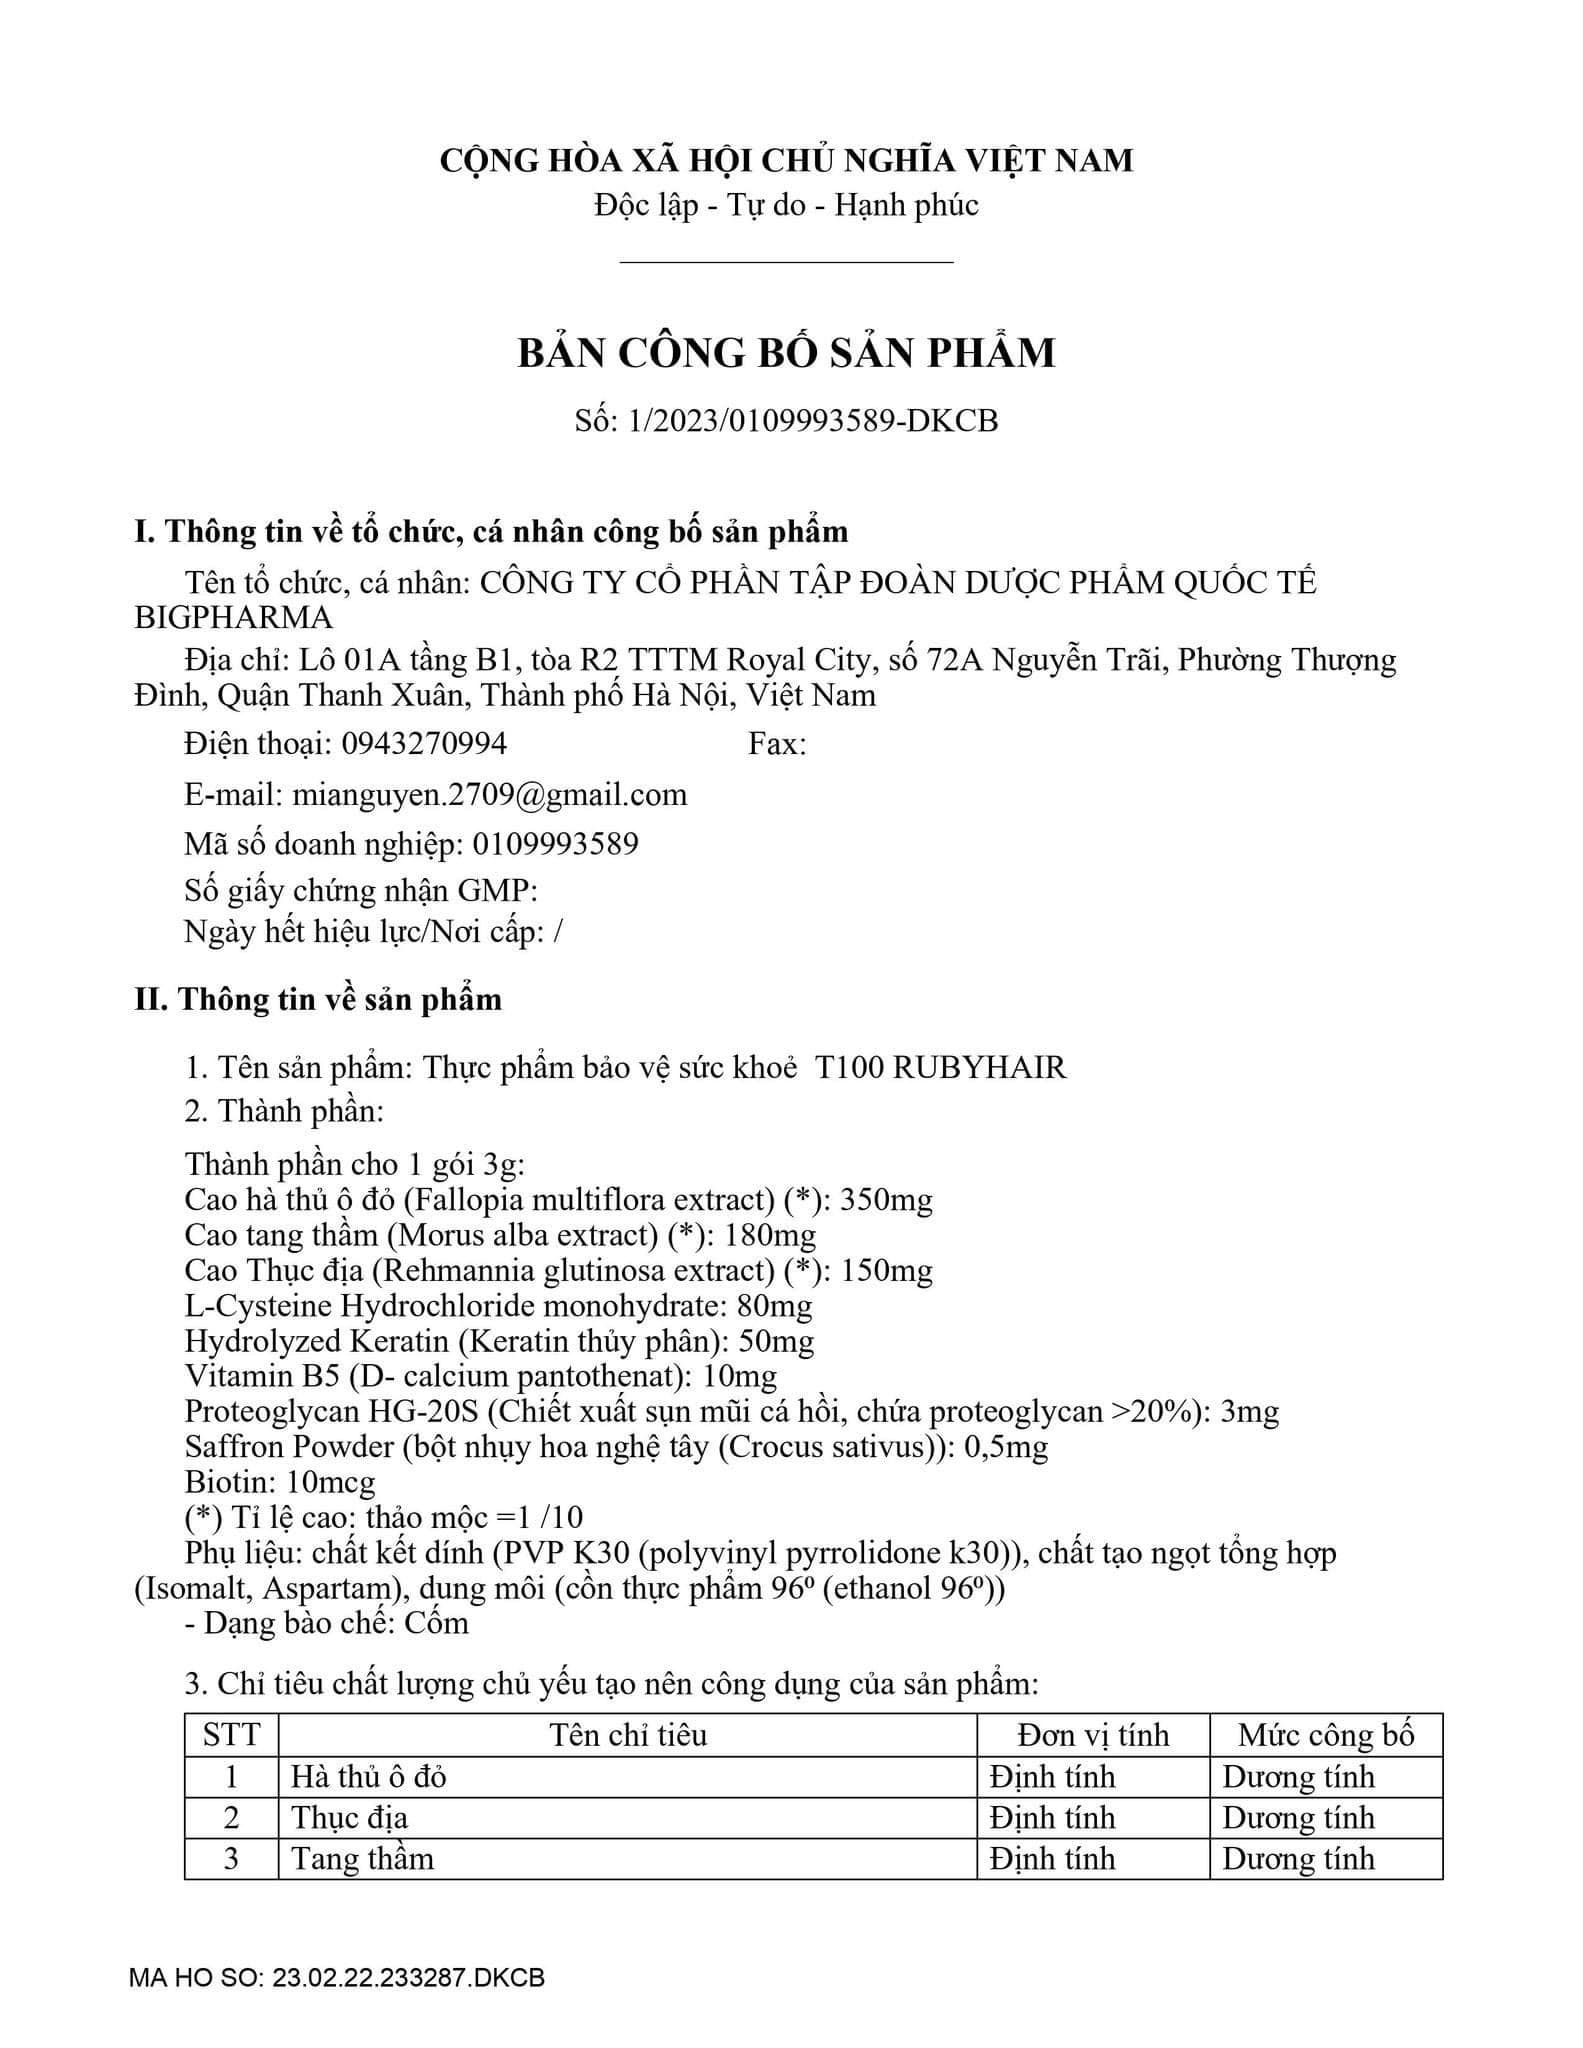 CỘNG HÒA XÃ HỘI CHỦ NGHĨA VIỆT NAM
Độc lập - Tự do - Hạnh phúc
BẢN CÔNG BỐ SẢN PHẨM
Số: 1/2023/0109993589-DKCB
I. Thông tin về tổ chức, cá nhân công bố sản phẩm
Tên tổ chức, cá nhân: CÔNG TY CỔ PHẦN TẬP ĐOÀN DƯỢC PHẨM QUỐC TẾ
BIGPHARMA
Địa chỉ: Lô 01A tầng B1, tòa R2 TTTM Royal City, số 72A Nguyễn Trãi, Phường Thượng
Đình, Quận Thanh Xuân, Thành phố Hà Nội, Việt Nam
Điện thoại: 0943270994 Fax:
E-mail: mianguyen.2709@gmail.com
Mã số doanh nghiệp: 0109993589
Số giấy chứng nhận GMP:
Ngày hết hiệu lực/Nơi cấp: /
II. Thông tin về sản phẩm
1. Tên sản phẩm: Thực phẩm bảo vệ sức khoẻ  T100 RUBYHAIR
2. Thành phần:
Thành phần cho 1 gói 3g:
Cao hà thủ ô đỏ (Fallopia multiflora extract) (*): 350mg
Cao tang thầm (Morus alba extract) (*): 180mg
Cao Thục địa (Rehmannia glutinosa extract) (*): 150mg
L-Cysteine Hydrochloride monohydrate: 80mg
Hydrolyzed Keratin (Keratin thủy phân): 50mg
Vitamin B5 (D- calcium pantothenat): 10mg
Proteoglycan HG-20S (Chiết xuất sụn mũi cá hồi, chứa proteoglycan >20%): 3mg
Saffron Powder (bột nhụy hoa nghệ tây (Crocus sativus)): 0,5mg
Biotin: 10mcg
(*) Tỉ lệ cao: thảo mộc =1 /10
Phụ liệu: chất kết dính (PVP K30 (polyvinyl pyrrolidone k30)), chất tạo ngọt tổng hợp
(Isomalt, Aspartam), dung môi (cồn thực phẩm 96º (ethanol 96º))
- Dạng bào chế: Cốm
3. Chỉ tiêu chất lượng chủ yếu tạo nên công dụng của sản phẩm:
STT Tên chỉ tiêu Đơn vị tính Mức công bố
1 Hà thủ ô đỏ Định tính Dương tính
2 Thục địa Định tính Dương tính
3 Tang thầm Định tính Dương tính
MA HO SO: 23.02.22.233287.DKCB